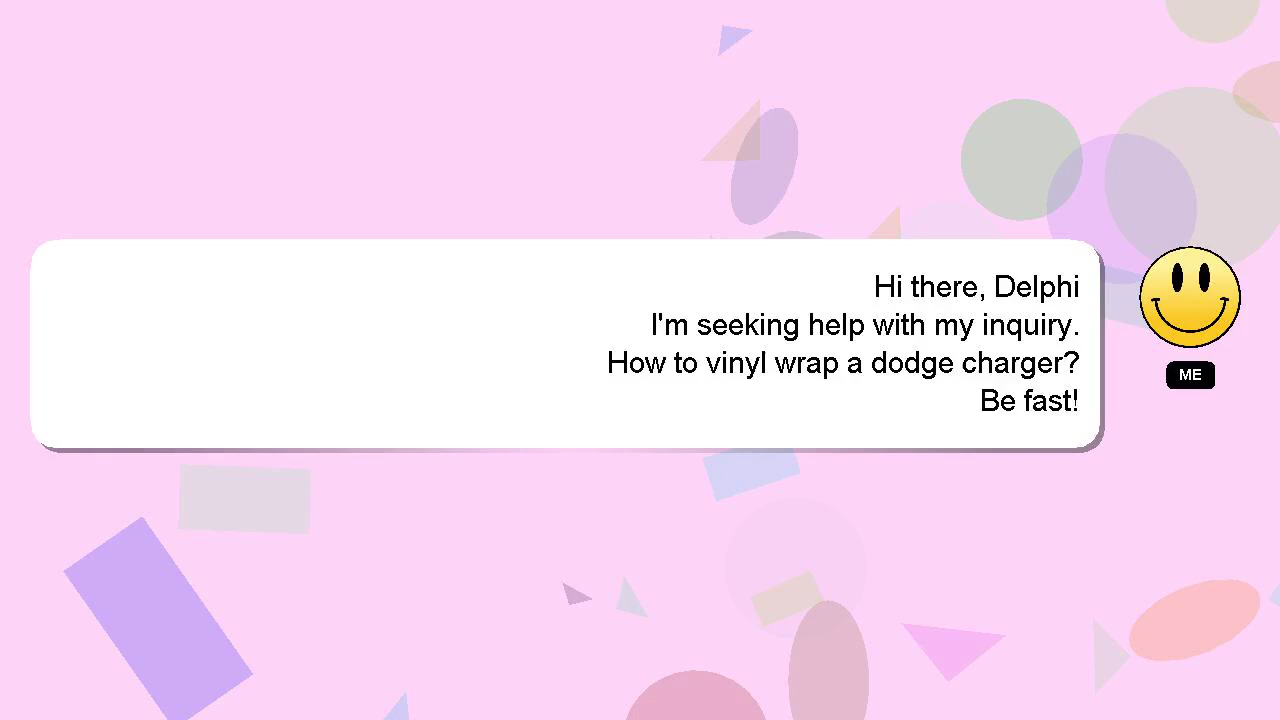 Hi there, Delphi
I'm seeking help with my inquiry.
How to vinyl wrap a dodge charger?
Be fast!
ME